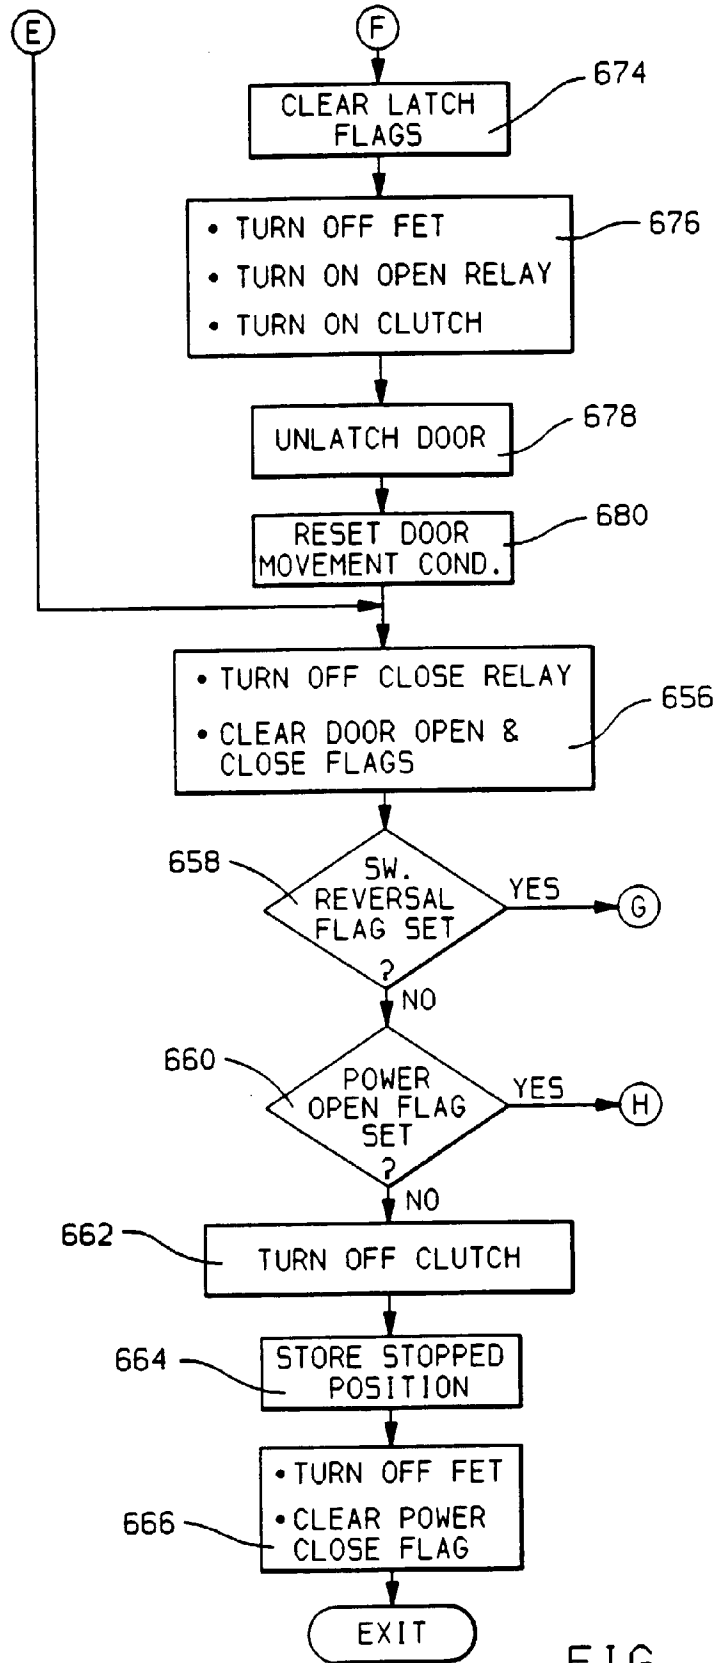 E
F
CLEAR LATCH
FLAGS
674
• TURN OFF FET
• TURN ON OPEN RELAY
• TURN ON CLUTCH
676
UNLATCH DOOR
678
RESET DOOR
MOVEMENT COND.
680
• TURN OFF CLOSE RELAY
• CLEAR DOOR OPEN &
CLOSE FLAGS
656
658
SW.
REVERSAL
FLAG SET
?
YES
G
NO
660
POWER
OPEN FLAG
SET
?
YES
H
NO
662
TURN OFF CLUTCH
664
STORE STOPPED
POSITION
666
• TURN OFF FET
• CLEAR POWER
CLOSE FLAG
EXIT
FIG